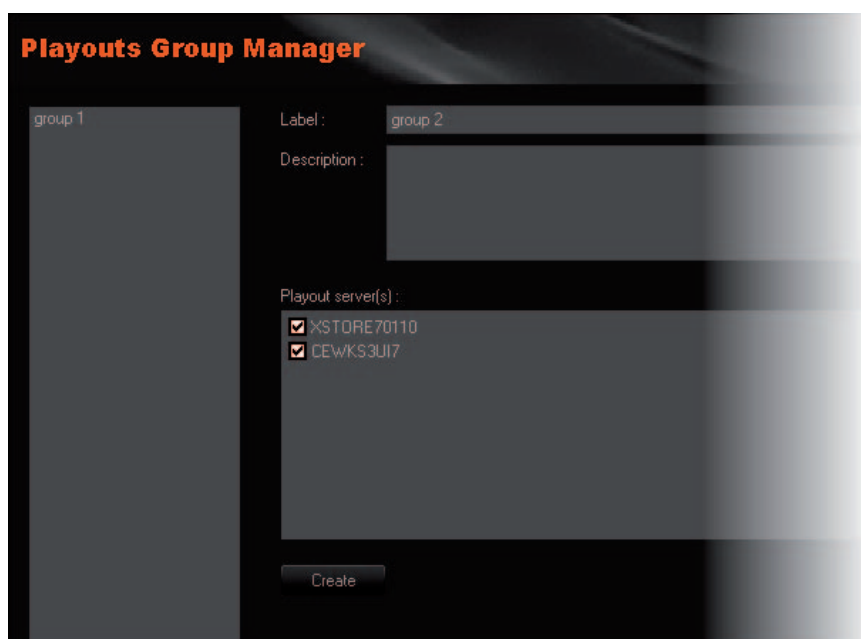 Playouts Group Manager
group 1
Label :
group 2
Description :
Playout server(s) :
XSTORE70110
CEWKS3UI7
Create